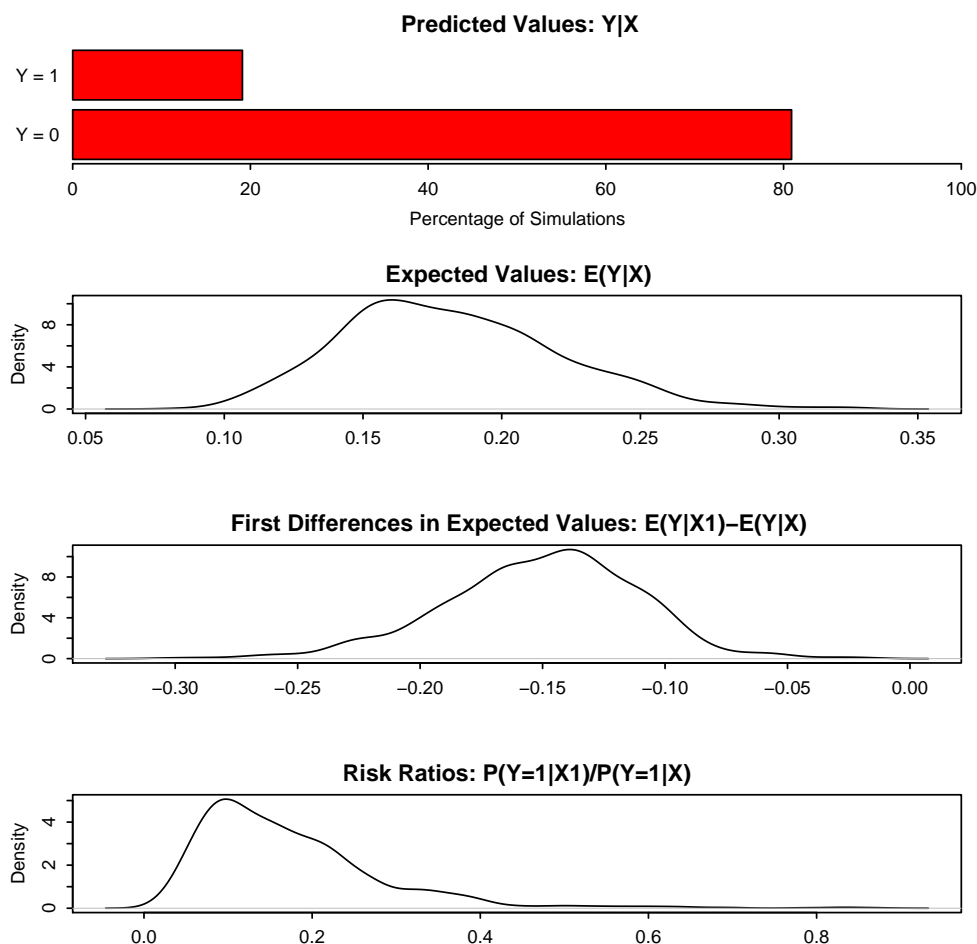 Predicted Values: Y|X
Y = 1
Y = 0
0 20 40 60 80 100
Percentage of Simulations
Expected Values: E(Y|X)
Density
0 4 8
0.05 0.10 0.15 0.20 0.25 0.30 0.35
First Differences in Expected Values: E(Y|X1)−E(Y|X)
Density
0 4 8
−0.30 −0.25 −0.20 −0.15 −0.10 −0.05 0.00
Risk Ratios: P(Y=1|X1)/P(Y=1|X)
Density
0 2 4
0.0 0.2 0.4 0.6 0.8